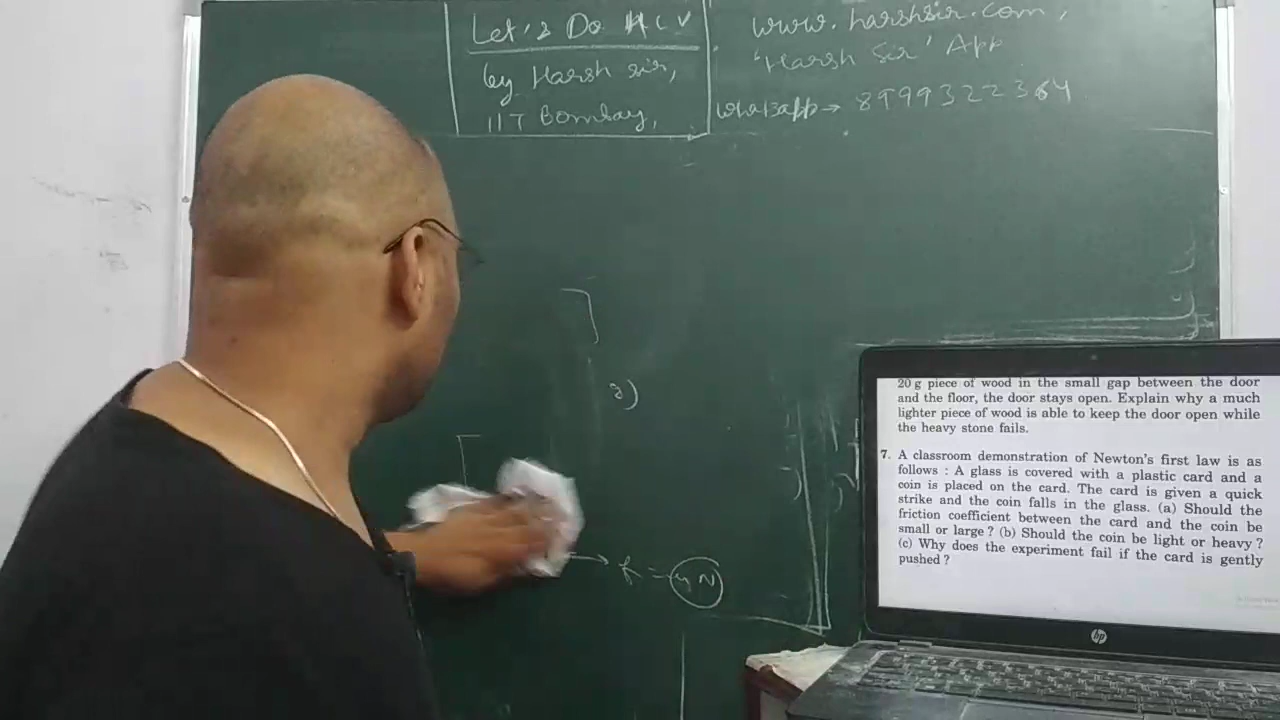 Let's Do HCV
by Harsh sir,
IIT Bombay,
www.harshsir.com,
'Harsh Sir' App
whatsapp→ 8999322364
2)
f = μN
20 g piece of wood in the small gap between the door
and the floor, the door stays open. Explain why a much
lighter piece of wood is able to keep the door open while
the heavy stone fails.
7. A classroom demonstration of Newton's first law is as
follows : A glass is covered with a plastic card and a
coin is placed on the card. The card is given a quick
strike and the coin falls in the glass. (a) Should the
friction coefficient between the card and the coin be
small or large ? (b) Should the coin be light or heavy ?
(c) Why does the experiment fail if the card is gently
pushed ?
hp